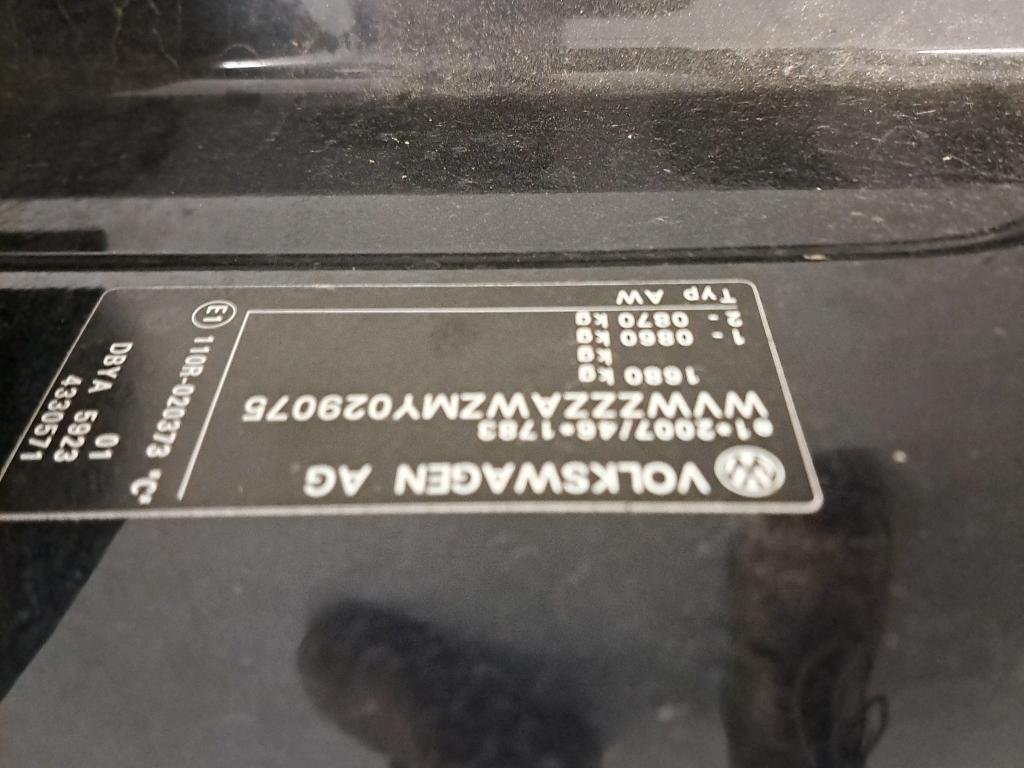 VOLKSWAGEN AG
e1*2007/46*1783
WVWZZZAWZMY029075
1680 kg
kg
1- 0860 kg
2- 0870 kg
Typ AW
E1 110R-020373 "C"
01
DBYA 5923
4330571